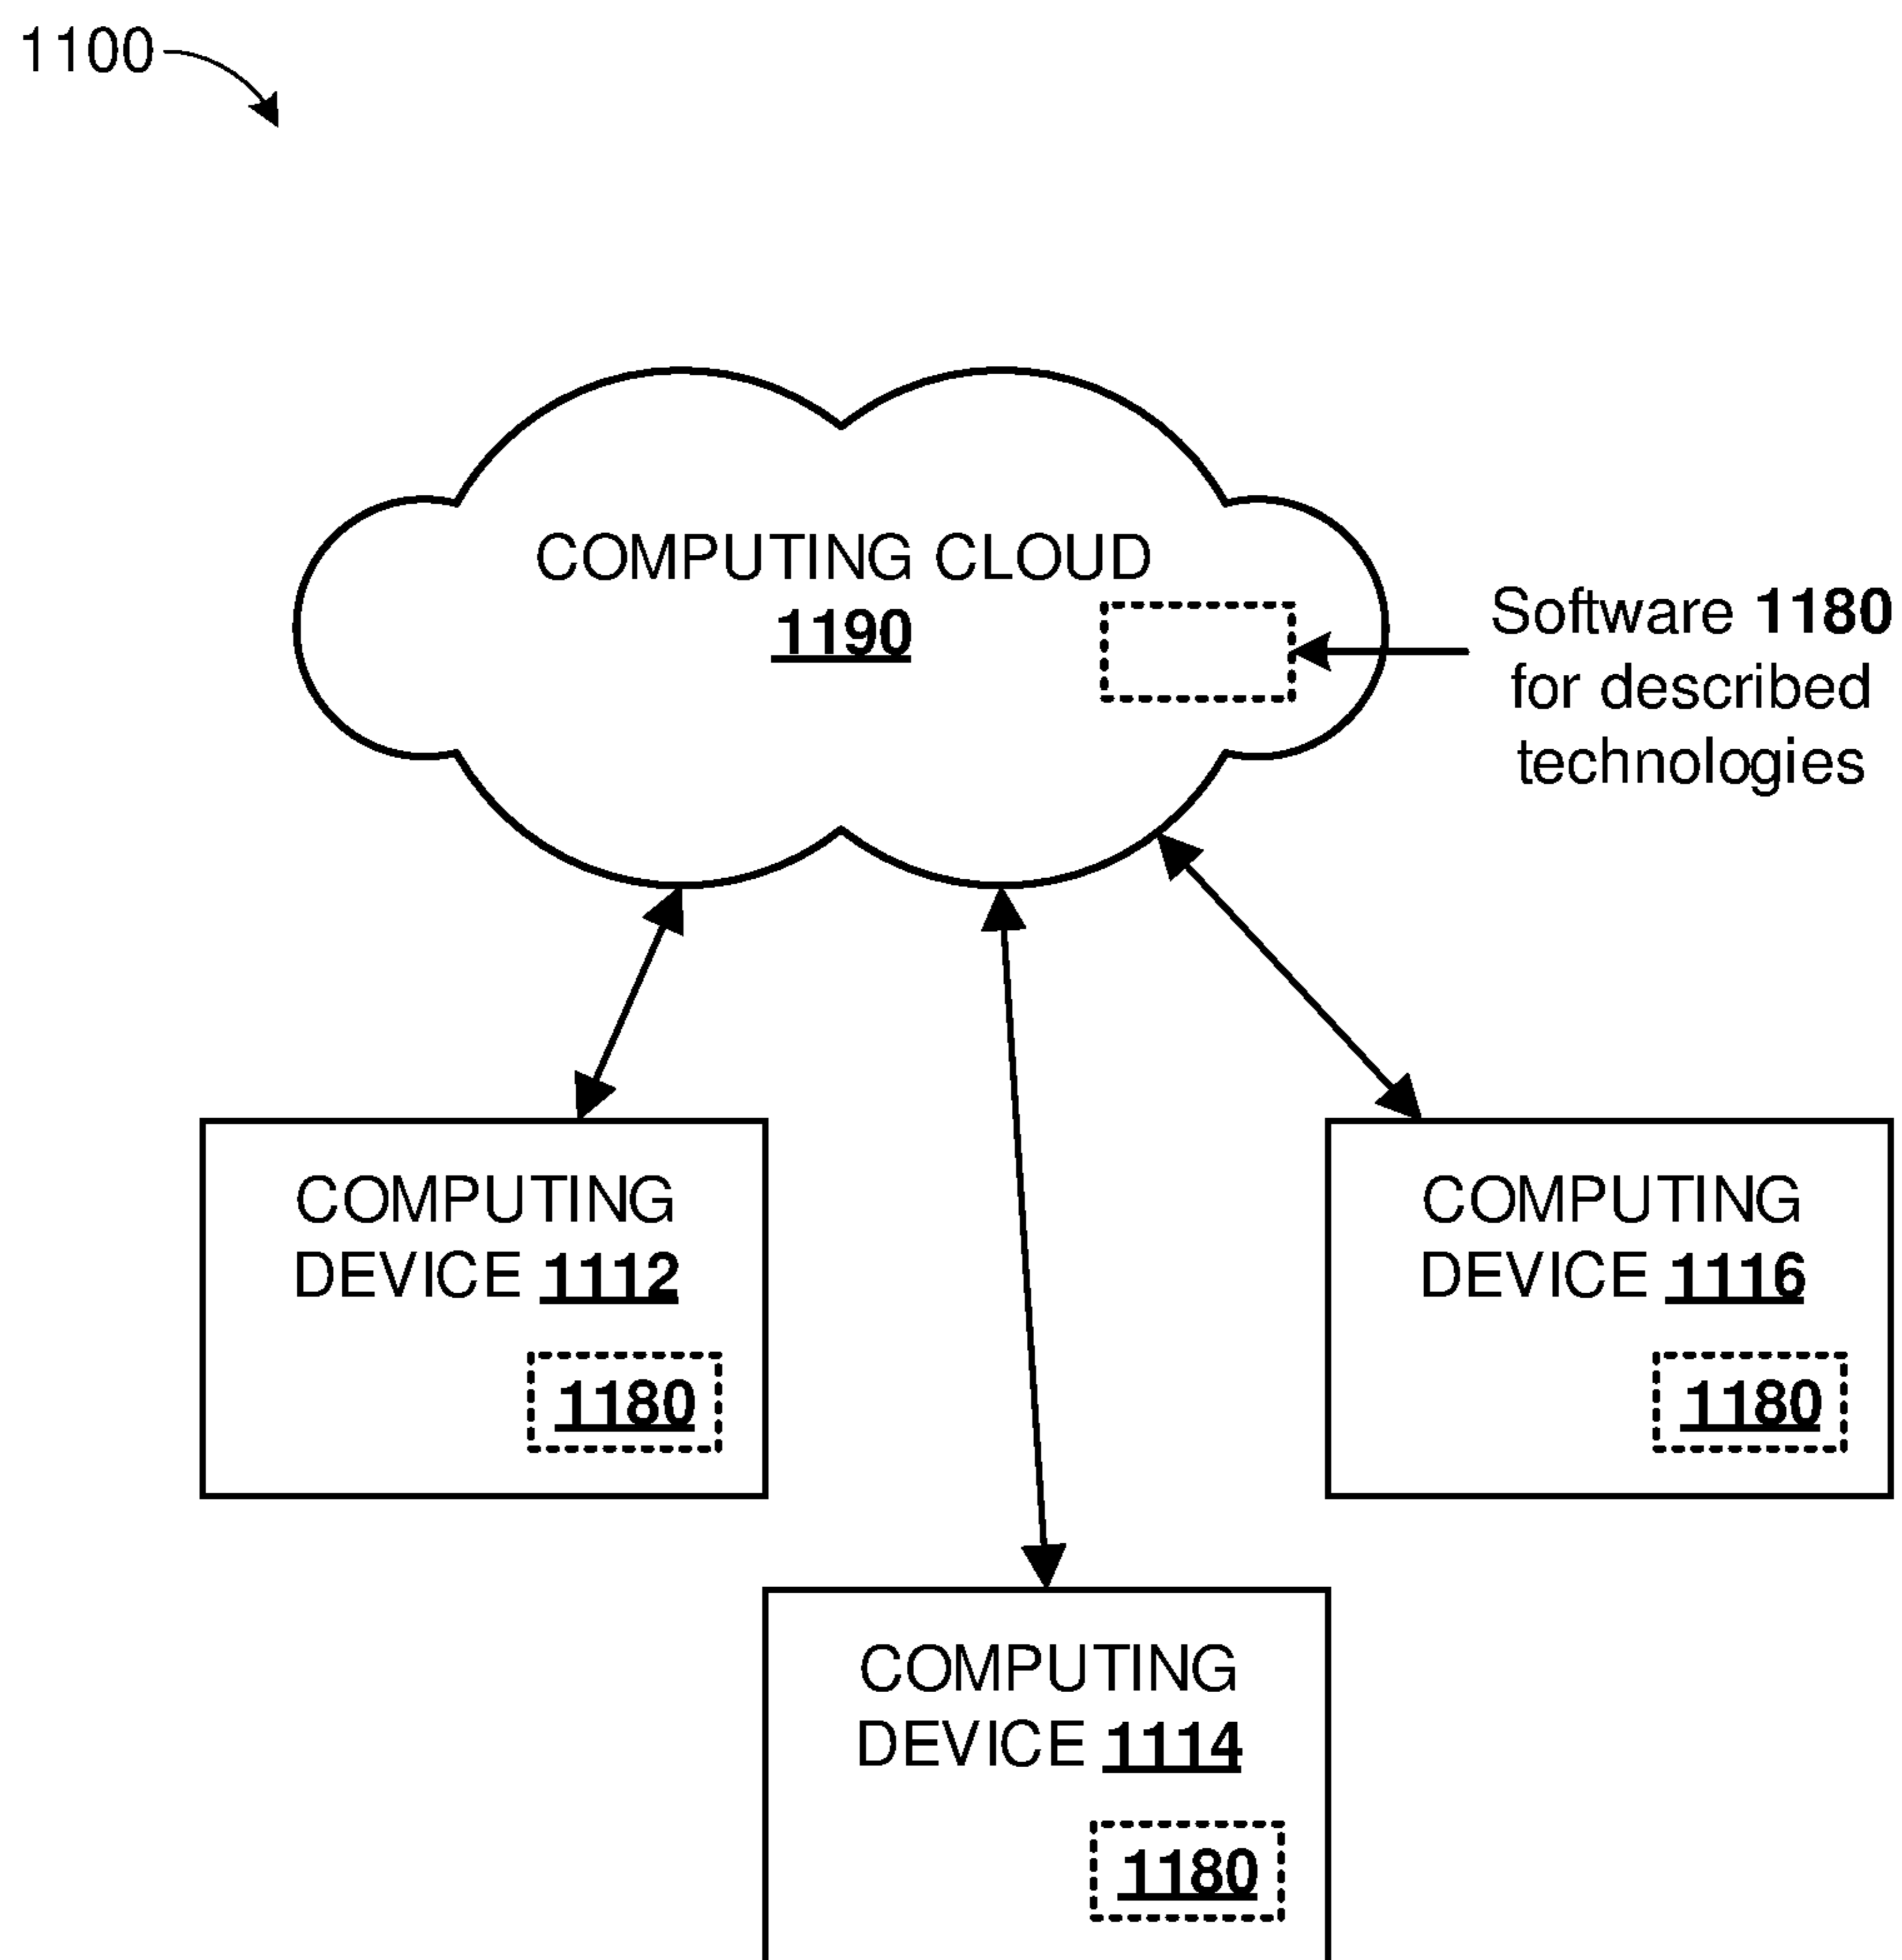 1100
COMPUTING CLOUD
1190
Software 1180
for described
technologies
COMPUTING
DEVICE 1112
1180
COMPUTING
DEVICE 1116
1180
COMPUTING
DEVICE 1114
1180